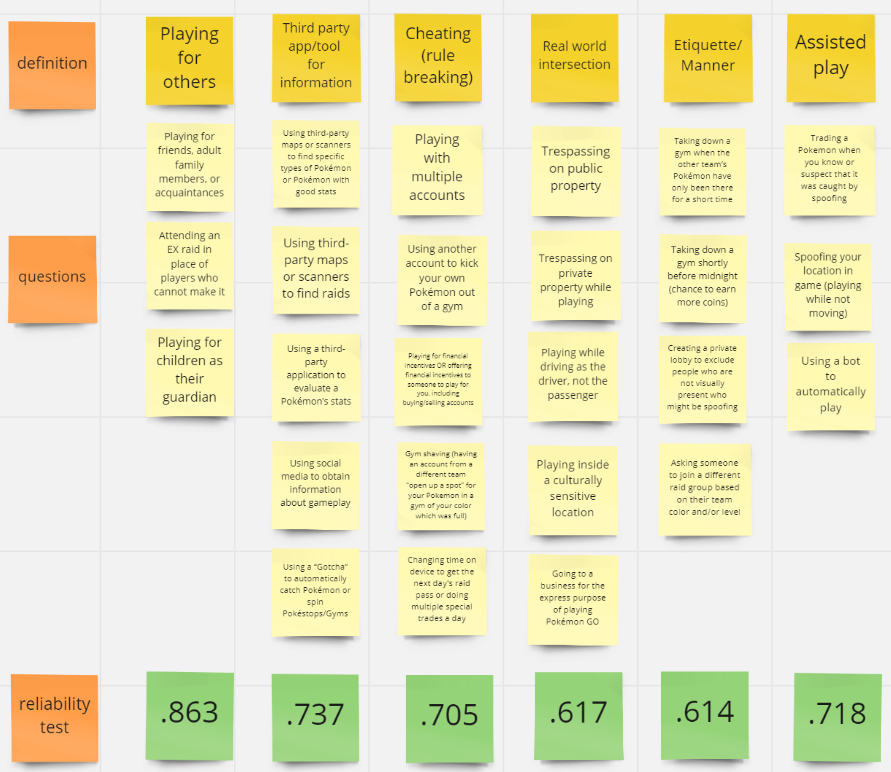 definition
Playing
for
others
Third party
app/tool
for
information
Cheating
(rule
breaking)
Real world
intersection
Etiquette/
Manner
Assisted
play
questions
Playing for
friends, adult
family
members, or
acquaintances
Attending an
EX raid in
place of
players who
cannot make it
Playing for
children as
their
guardian
Using third-party
maps or scanners
to find specific
types of Pokémon
or Pokémon with
good stats
Using third-
party maps
or scanners
to find raids
Using a third-
party
application to
evaluate a
Pokémon's stats
Using social
media to obtain
information
about gameplay
Using a "Gotcha"
to automatically
catch Pokémon or
spin
Pokéstops/Gyms
Playing
with
multiple
accounts
Using another
account to kick
your own
Pokémon out
of a gym
Playing for financial
incentives OR offering
financial incentives to
someone to play for
you, including
buying/selling accounts
Gym shaving (having
an account from a
different team
"open up a spot" for
your Pokemon in a
gym of your color
which was full)
Changing time on
device to get the
next day's raid
pass or doing
multiple special
trades a day
Trespassing
on public
property
Trespassing
on private
property while
playing
Playing while
driving as the
driver, not the
passenger
Playing inside
a culturally
sensitive
location
Going to a
business for the
express purpose
of playing
Pokémon GO
Taking down a
gym when the
other team's
Pokémon have
only been there
for a short time
Taking down a
gym shortly
before midnight
(chance to earn
more coins)
Creating a private
lobby to exclude
people who are
not visually
present who
might be spoofing
Asking someone
to join a different
raid group based
on their team
color and/or level
Trading a
Pokemon when
you know or
suspect that it
was caught by
spoofing
Spoofing your
location in
game (playing
while not
moving)
Using a bot
to
automatically
play
reliability
test
.863
.737
.705
.617
.614
.718